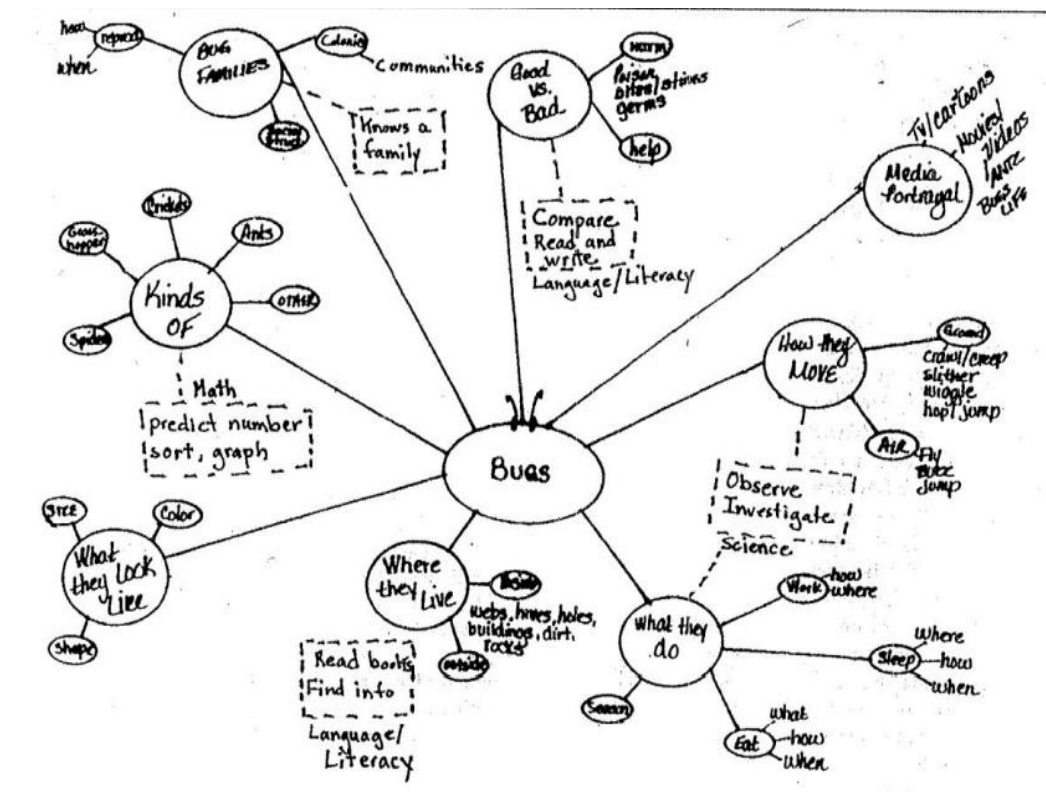 how
when
reprod
BUG
FAMILIES
Colonies
Communities
Social
Struct.
Knows a
family
Good
vs.
Bad
Harm
Poison
bites/stings
germs
help
Compare
Read and
write
Language/Literacy
Media
Portragal
TV/cartoons
Movies/
Videos
ANTZ
BUGS
LIFE
Kinds
OF
Grass
hopper
Crickets
Ants
OTHER
Spiders
Math
predict number
sort, graph
How they
MOVE
Ground
crawl/creep
slither
wiggle
hop/jump
AIR
Fly
Buzz
jump
Observe
Investigate
Science
BUGS
What
they LOOK
LIKE
SIZE
Color
Shape
Where
they LIVE
Inside
webs, hives, holes,
buildings, dirt,
rocks
outside
Read books
Find info
Language/
Literacy
What they
do
Work
how
where
Sleep
where
how
when
Eat
what
how
when
Season